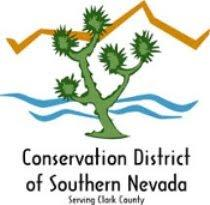 Conservation District
of Southern Nevada
Serving Clark County